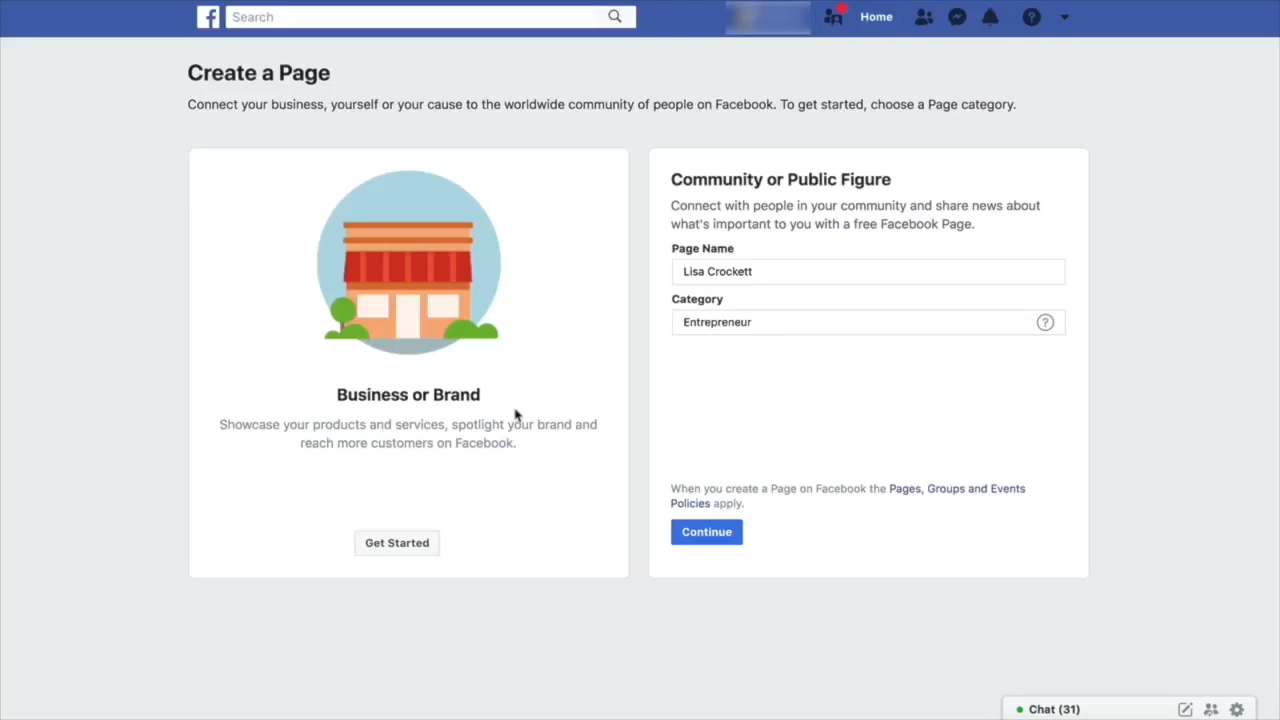 Search
Home
Create a Page
Connect your business, yourself or your cause to the worldwide community of people on Facebook. To get started, choose a Page category.
Business or Brand
Showcase your products and services, spotlight your brand and
reach more customers on Facebook.
Get Started
Community or Public Figure
Connect with people in your community and share news about
what's important to you with a free Facebook Page.
Page Name
Lisa Crockett
Category
Entrepreneur
When you create a Page on Facebook the Pages, Groups and Events
Policies apply.
Continue
Chat (31)